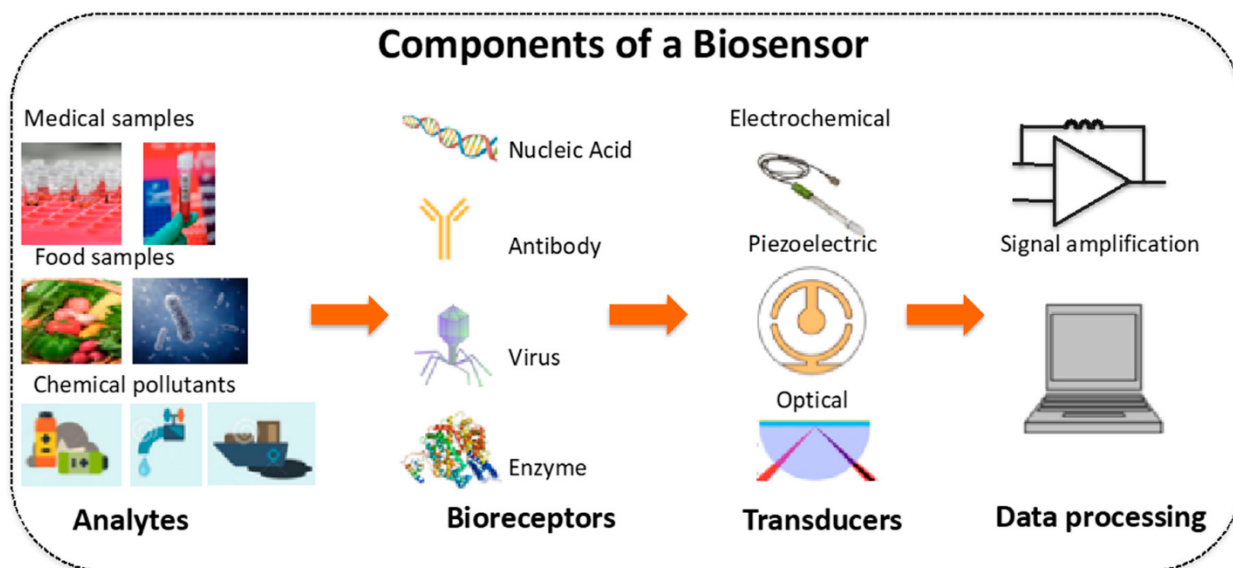 Components of a Biosensor
Medical samples
Food samples
Chemical pollutants
Analytes
Nucleic Acid
Antibody
Virus
Enzyme
Bioreceptors
Electrochemical
Piezoelectric
Optical
Transducers
Signal amplification
Data processing